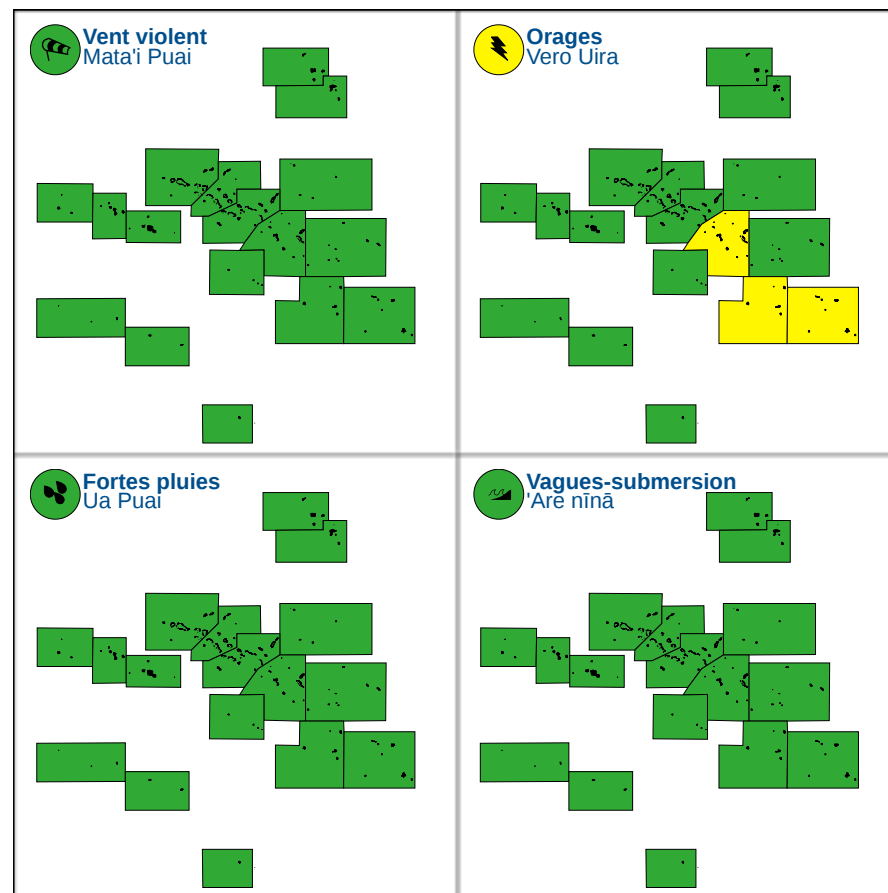 Vent violent
Mata'i Puai
Orages
Vero Uira
Fortes pluies
Ua Puai
Vagues-submersion
'Are nīnā